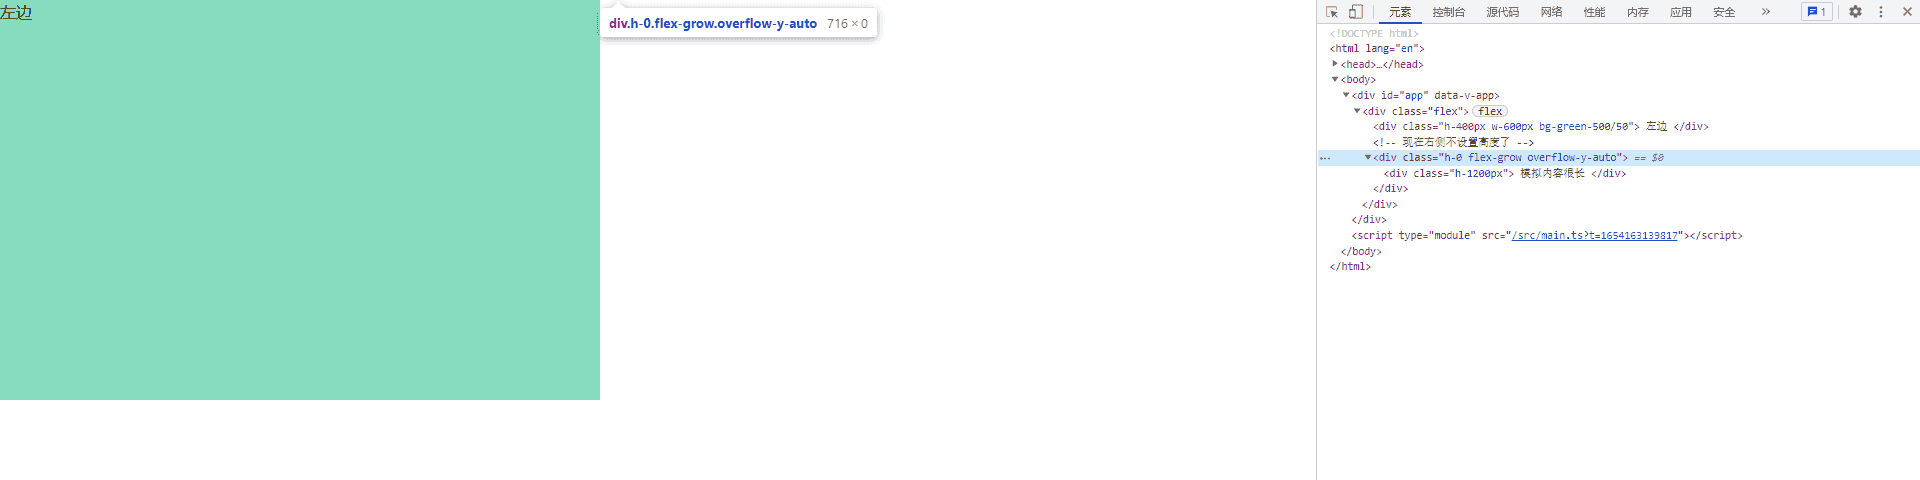 左边
div.h-0.flex-grow.overflow-y-auto 716 × 0
元素 控制台 源代码 网络 性能 内存 应用 安全 » 1
<!DOCTYPE html>
<html lang="en">
<head>…</head>
<body>
<div id="app" data-v-app>
<div class="flex"> flex
<div class="h-400px w-600px bg-green-500/50"> 左边 </div>
<!-- 现在右侧不设置高度了 -->
<div class="h-0 flex-grow overflow-y-auto"> == $0
<div class="h-1200px"> 模拟内容很长 </div>
</div>
</div>
</div>
<script type="module" src="/src/main.ts?t=1654163139817"></script>
</body>
</html>